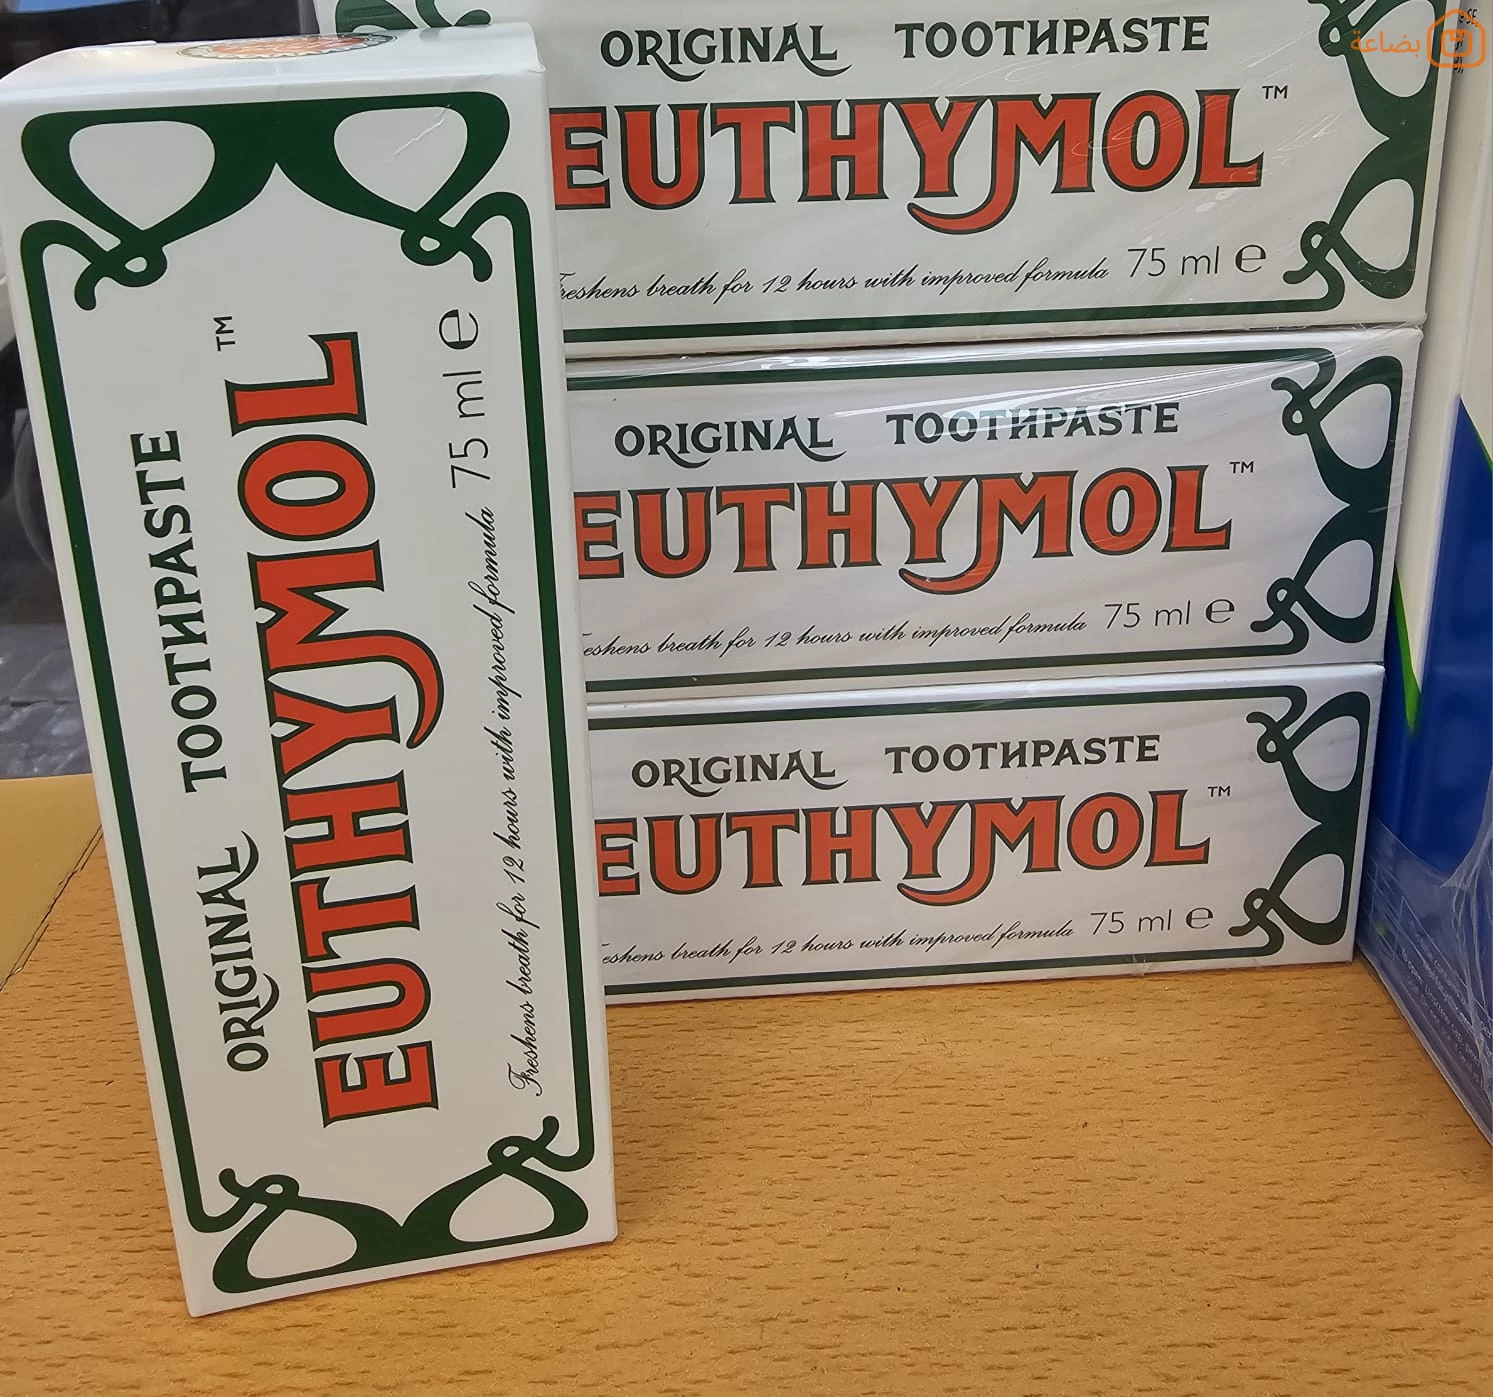 ORIGINAL TOOTHPASTE
EUTHYMOL™
Freshens breath for 12 hours with improved formula 75 ml e
ORIGINAL TOOTHPASTE
EUTHYMOL™
Freshens breath for 12 hours with improved formula 75 ml e
ORIGINAL TOOTHPASTE
EUTHYMOL™
eshens breath for 12 hours with improved formula 75 ml e
ORIGINAL TOOTHPASTE
EUTHYMOL™
eshens breath for 12 hours with improved formula 75 ml e
بضاعة